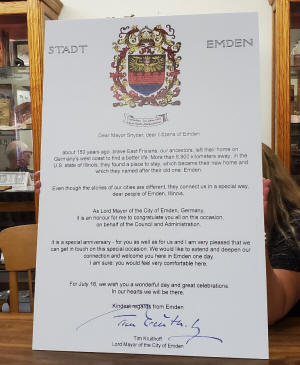 STADT EMDEN
Dear Mayor Snyder, dear citizens of Emden
about 150 years ago, brave East Frisians, our ancestors, left their home on
Germany's west coast to find a better life. More than 6,800 kilometers away, in the
U.S. state of Illinois, they found a place to stay, which became their new home and
which they named after their old one: Emden.
Even though the stories of our cities are different, they connect us in a special way,
dear people of Emden, Illinois.
As Lord Mayor of the City of Emden, Germany,
it is an honour for me to congratulate you all on this occasion,
on behalf of the Council and Administration.
It is a special anniversary - for you as well as for us and I am very pleased that we
can get in touch on this special occasion. We would like to extend and deepen our
connection and welcome you here in Emden one day.
I am sure: you will feel very comfortable here.
For July 16, we wish you a wonderful day and great celebrations.
In our hearts we will be there.
Kindest regards from Emden
Tim Kruithoff
Lord Mayor of the City of Emden